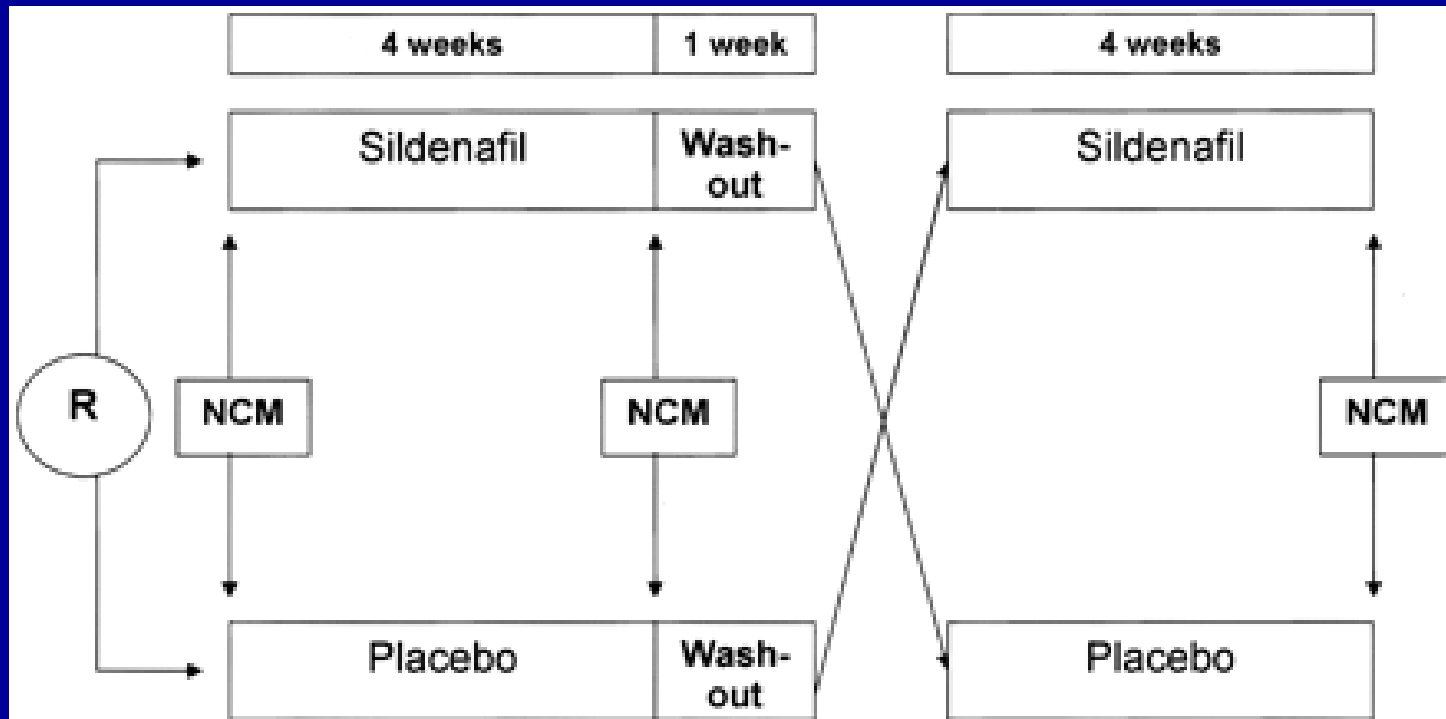 4 weeks
1 week
4 weeks
Sildenafil
Wash-
out
Sildenafil
R
NCM
NCM
NCM
Placebo
Wash-
out
Placebo